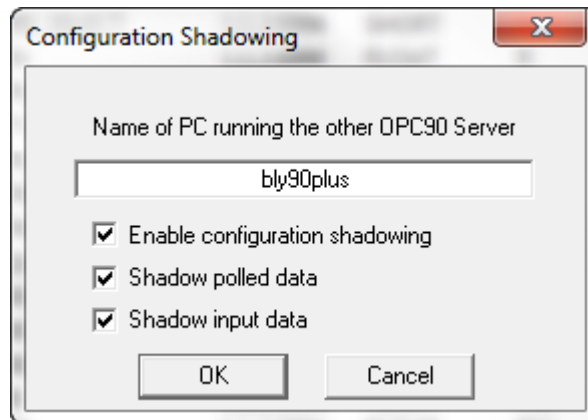 Configuration Shadowing
Name of PC running the other OPC90 Server
bly90plus
Enable configuration shadowing
Shadow polled data
Shadow input data
OK Cancel